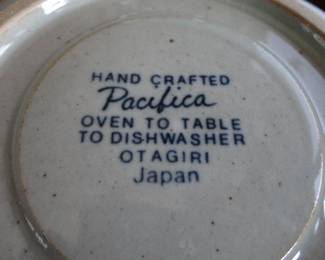 HAND CRAFTED
Pacifica
OVEN TO TABLE
TO DISHWASHER
OTAGIRI
Japan